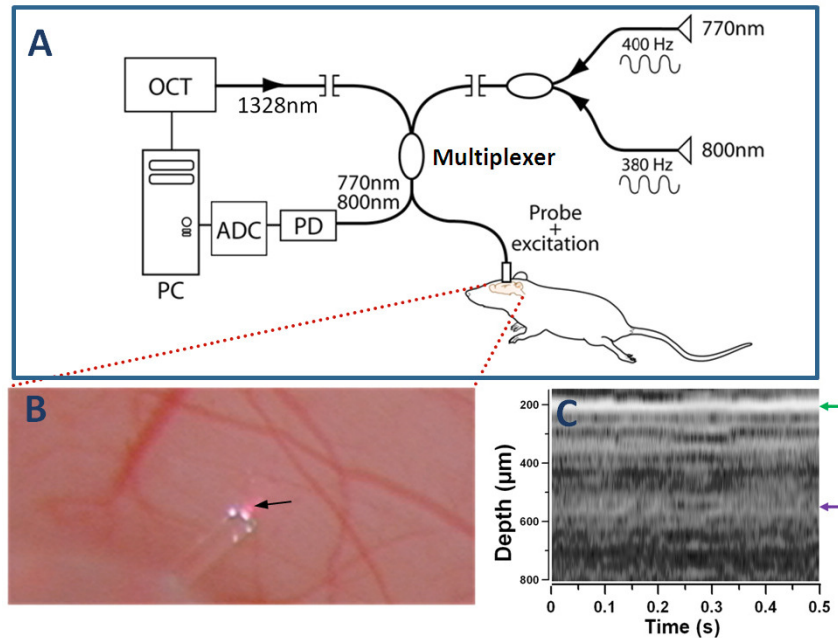 A
OCT
1328nm
400 Hz
770nm
380 Hz
800nm
Multiplexer
770nm
800nm
PC
ADC
PD
Probe
+
excitation
B
C
Depth (µm)
200
400
600
800
0
0.1
0.2
0.3
0.4
0.5
Time (s)